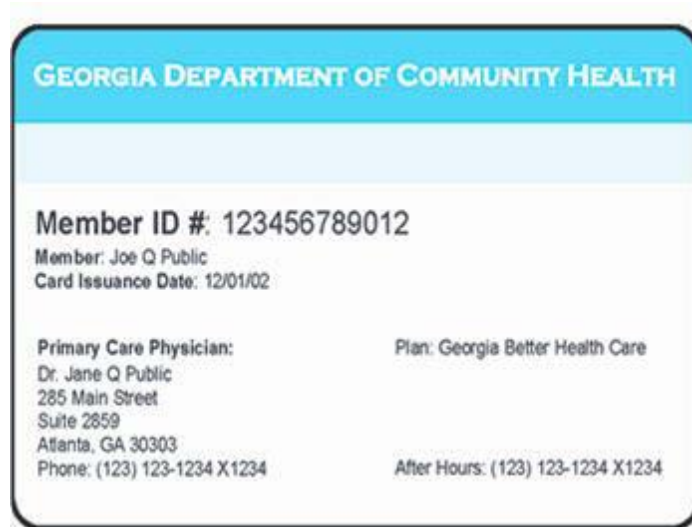 GEORGIA DEPARTMENT OF COMMUNITY HEALTH
Member ID #: 123456789012
Member: Joe Q Public
Card Issuance Date: 12/01/02
Primary Care Physician:
Dr. Jane Q Public
285 Main Street
Suite 2859
Atlanta, GA 30303
Phone: (123) 123-1234 X1234
Plan: Georgia Better Health Care
After Hours: (123) 123-1234 X1234